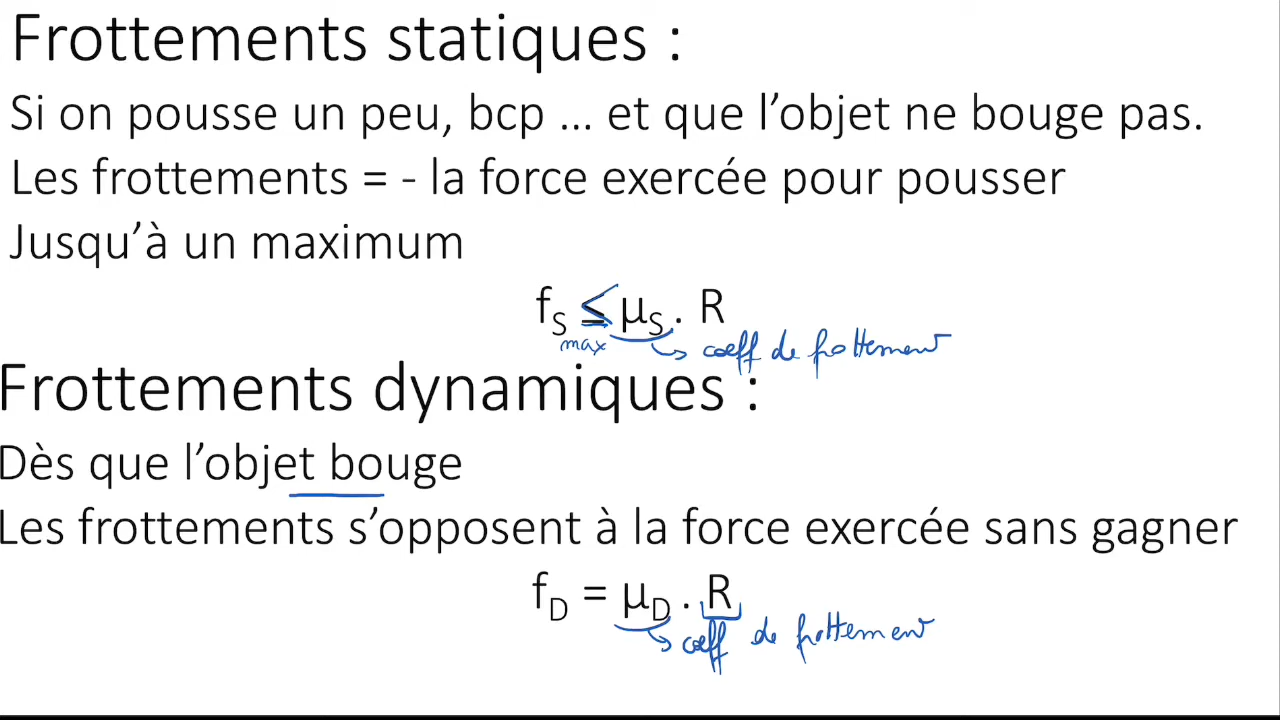 Frottements statiques :
Si on pousse un peu, bcp ... et que l'objet ne bouge pas.
Les frottements = - la force exercée pour pousser
Jusqu'à un maximum
fS ≤ µS . R
max
coeff de frottement
Frottements dynamiques :
Dès que l'objet bouge
Les frottements s'opposent à la force exercée sans gagner
fD = µD . R
coeff de frottement